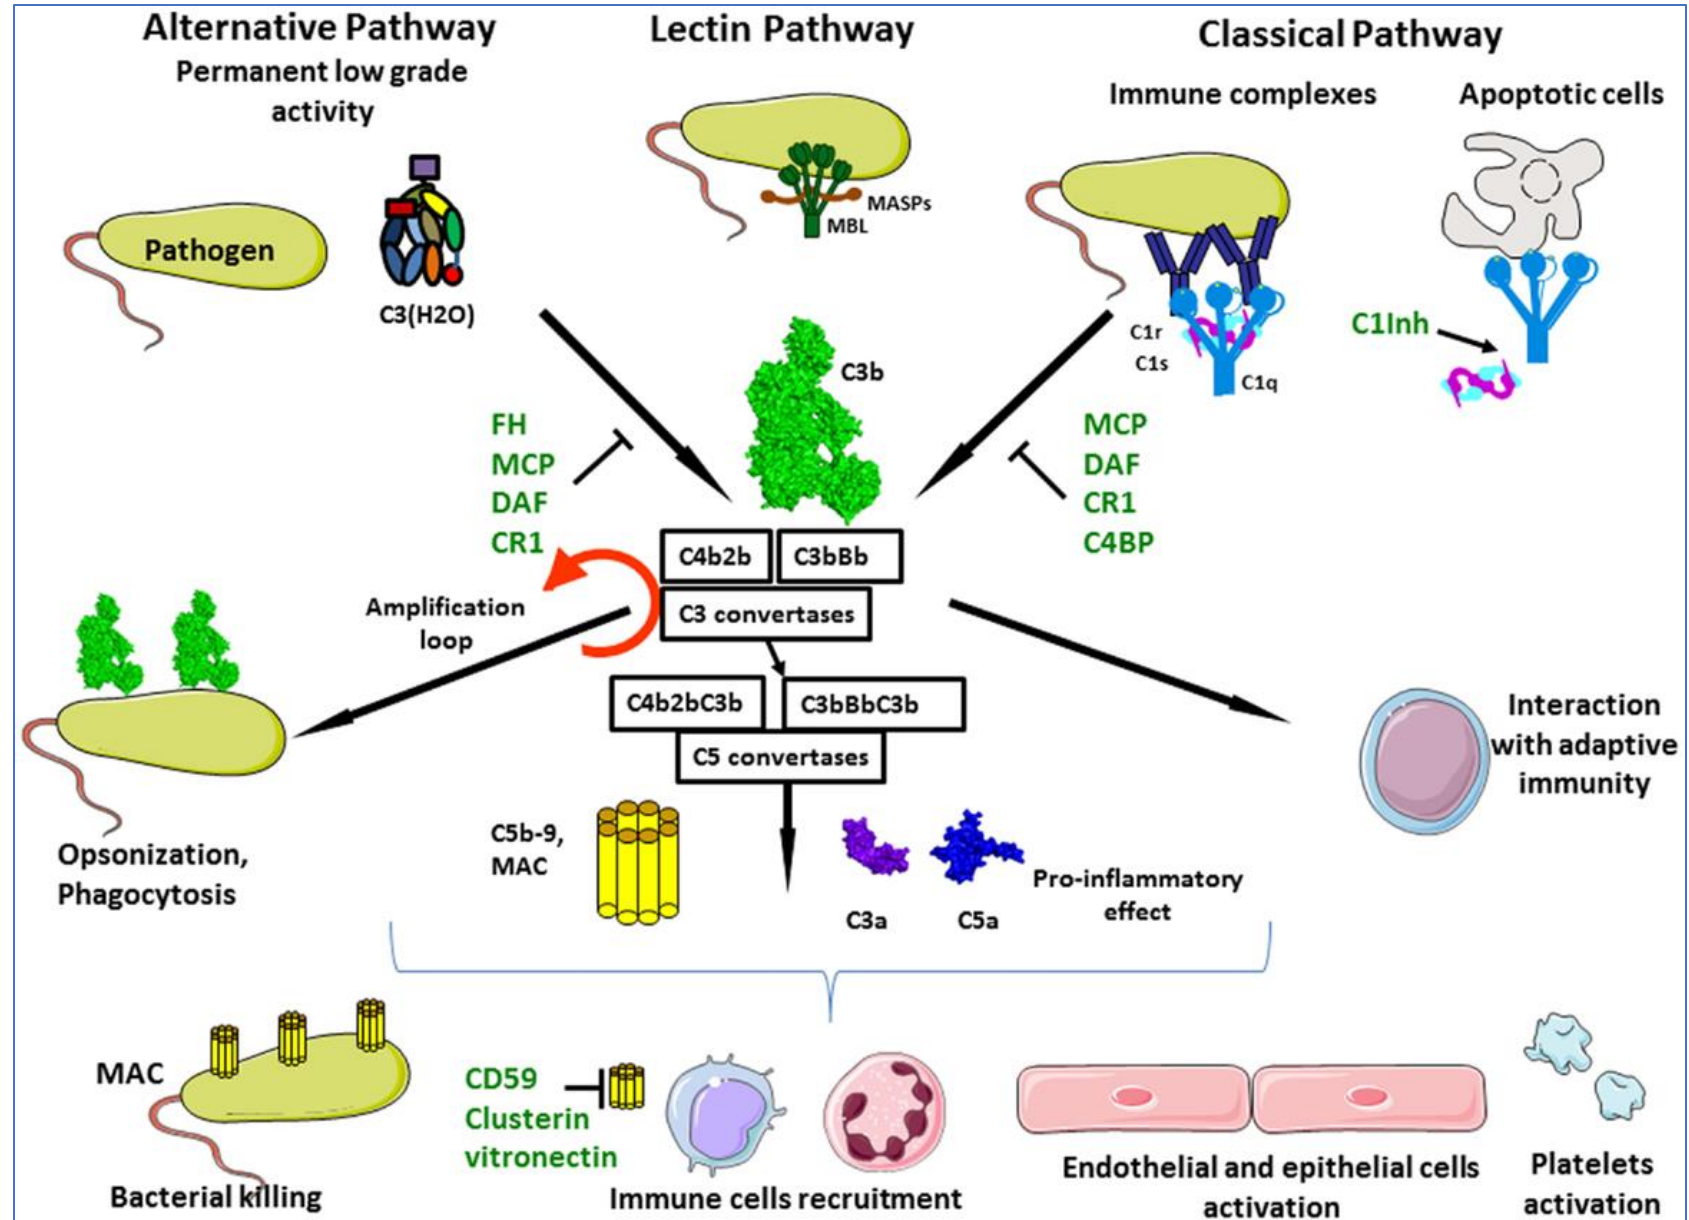 Alternative Pathway
Permanent low grade
activity
Pathogen
C3(H2O)
Lectin Pathway
MASPs
MBL
Classical Pathway
Immune complexes
Apoptotic cells
C1r
C1s
C1q
C1Inh
C3b
FH
MCP
DAF
CR1
MCP
DAF
CR1
C4BP
C4b2b
C3bBb
C3 convertases
Amplification
loop
C4b2bC3b
C3bBbC3b
C5 convertases
Opsonization,
Phagocytosis
Interaction
with adaptive
immunity
C5b-9,
MAC
C3a
C5a
Pro-inflammatory
effect
MAC
Bacterial killing
CD59
Clusterin
vitronectin
Immune cells recruitment
Endothelial and epithelial cells
activation
Platelets
activation